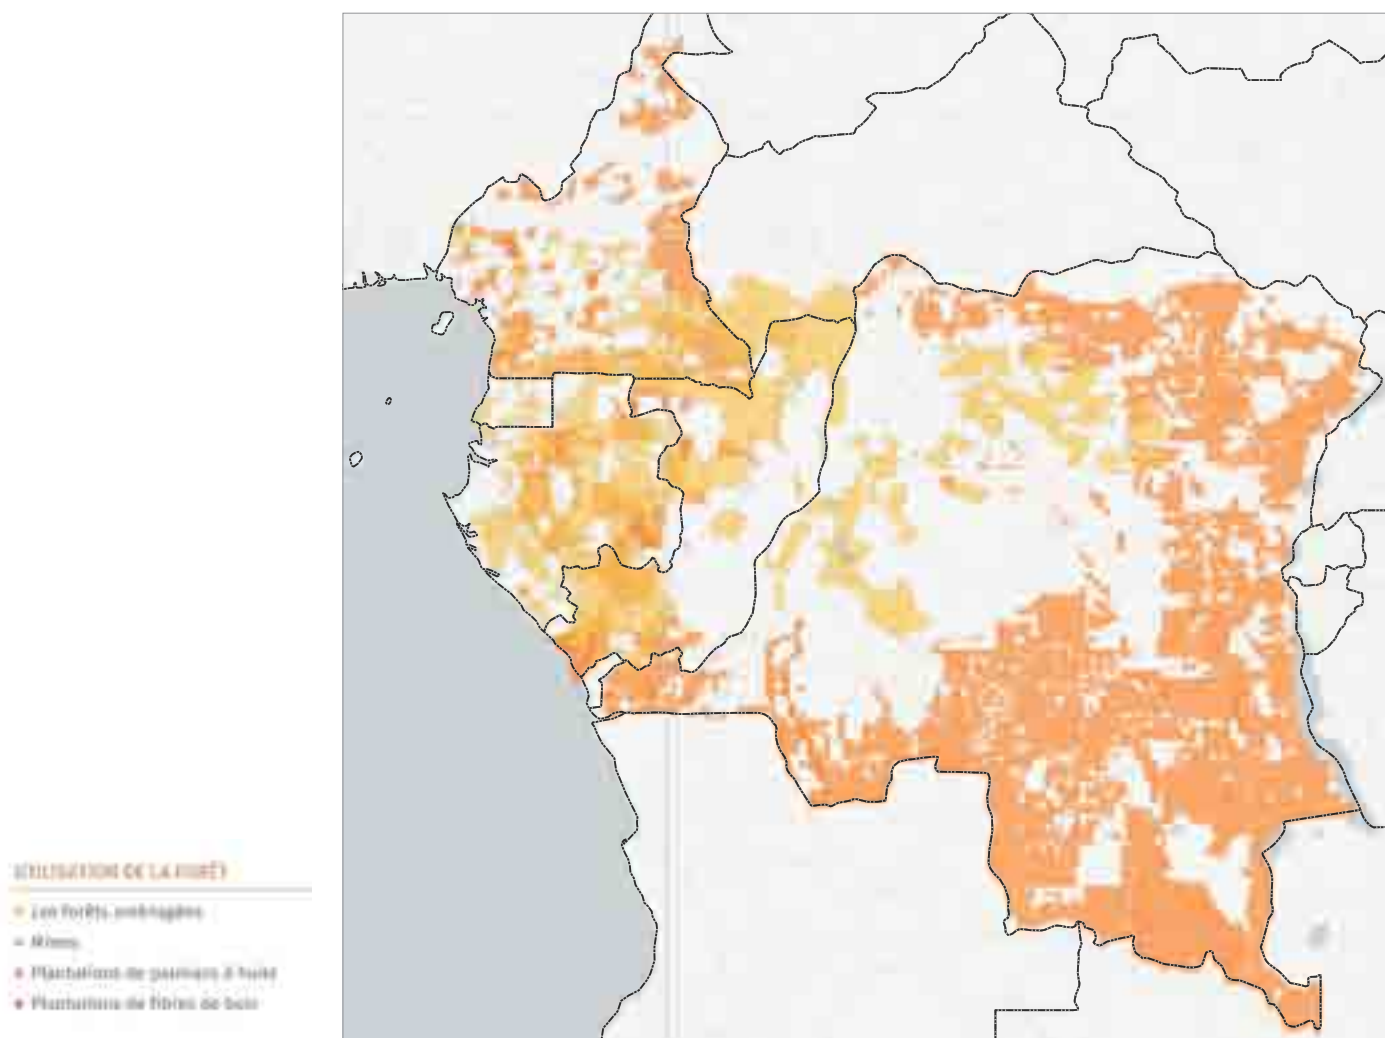 UTILISATION DE LA FORÊT
Les forêts aménagées
Mines
Plantations de palmiers à huile
Plantations de fibres de bois